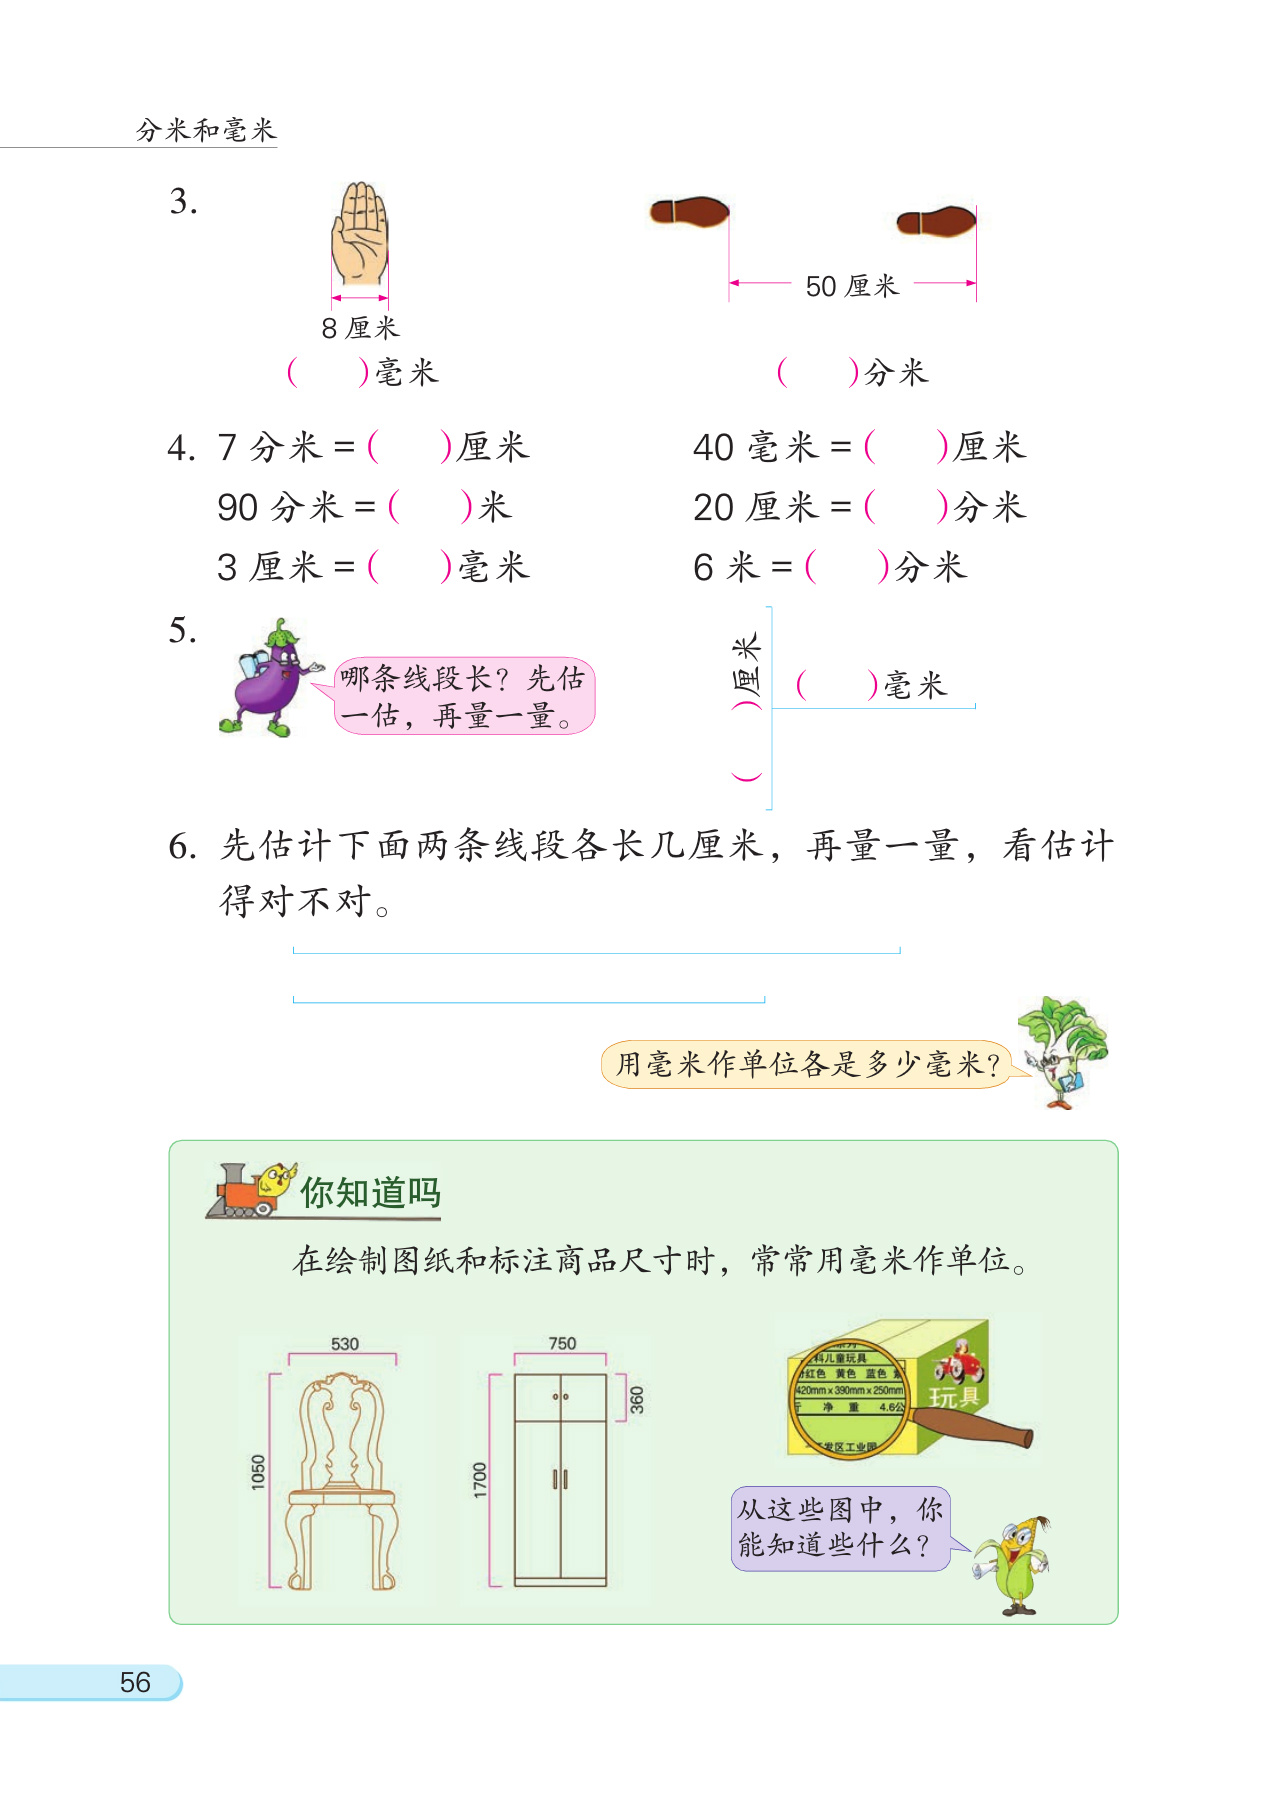 分米和毫米
3.
8 厘米
50 厘米
( )毫米
( )分米
4. 7 分米 = ( )厘米
40 毫米 = ( )厘米
90 分米 = ( )米
20 厘米 = ( )分米
3 厘米 = ( )毫米
6 米 = ( )分米
5.
哪条线段长？先估
一估，再量一量。
( )厘米
( )毫米
6. 先估计下面两条线段各长几厘米，再量一量，看估计
得对不对。
用毫米作单位各是多少毫米？
你知道吗
在绘制图纸和标注商品尺寸时，常常用毫米作单位。
530
1050
750
360
1700
科儿童玩具
红色 黄色 蓝色
420mm x 390mm x 250mm
净 重 4.6公
发区工业园
玩具
从这些图中，你
能知道些什么？
56